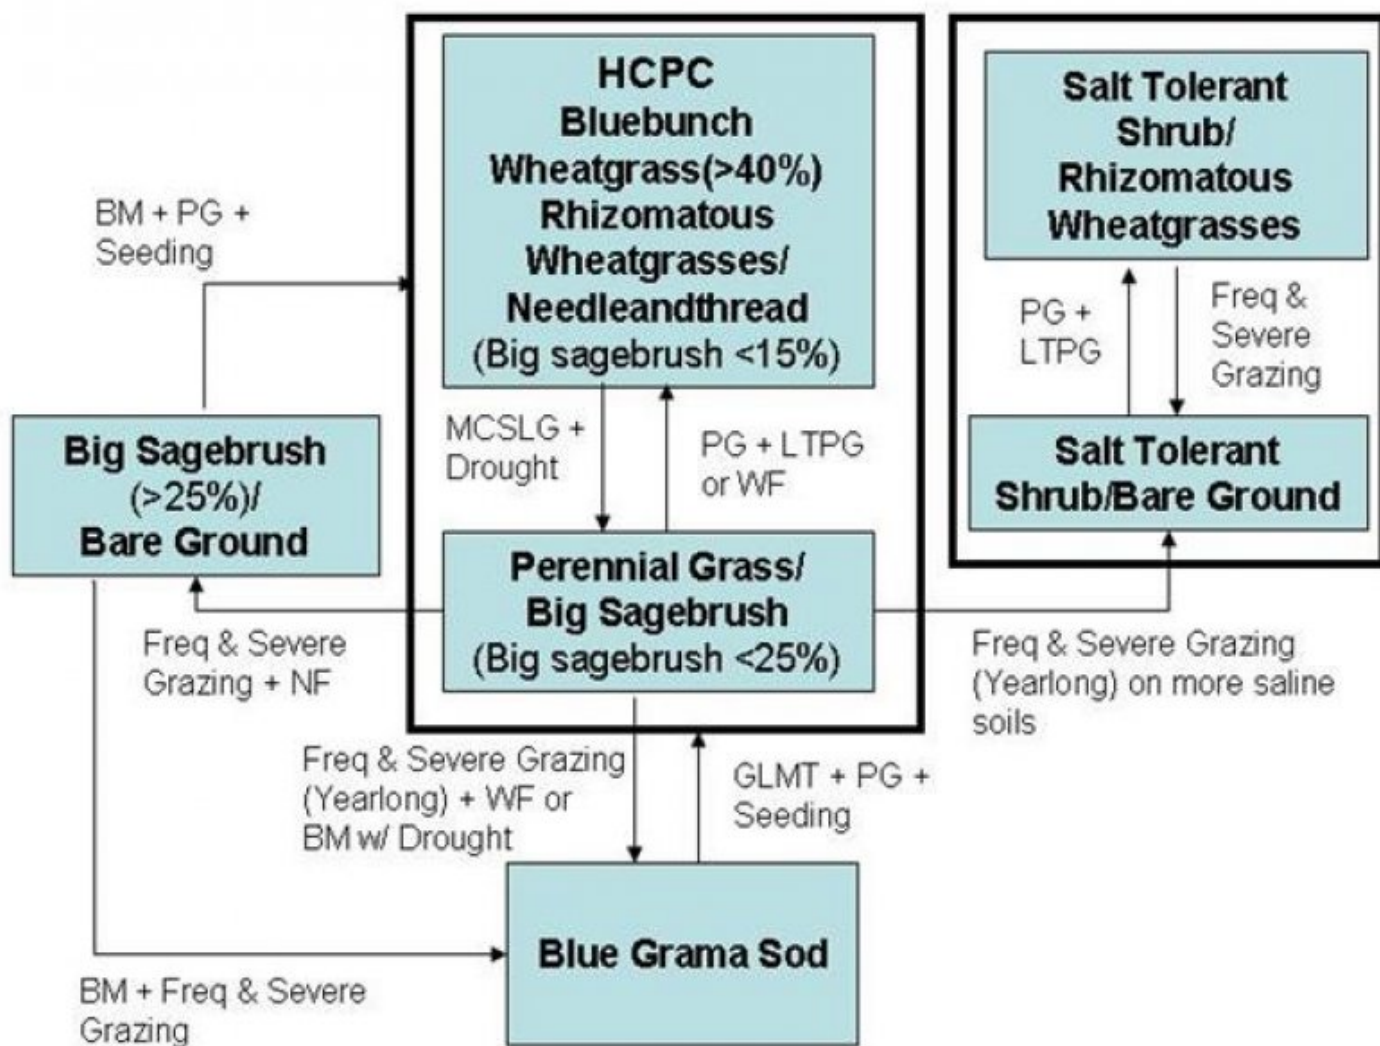 HCPC
Bluebunch
Wheatgrass(>40%)
Rhizomatous
Wheatgrasses/
Needleandthread
(Big sagebrush <15%)
Salt Tolerant
Shrub/
Rhizomatous
Wheatgrasses
BM + PG +
Seeding
PG +
LTPG
Freq &
Severe
Grazing
MCSLG +
Drought
PG + LTPG
or WF
Big Sagebrush
(>25%)/
Bare Ground
Salt Tolerant
Shrub/Bare Ground
Perennial Grass/
Big Sagebrush
(Big sagebrush <25%)
Freq & Severe
Grazing + NF
Freq & Severe Grazing
(Yearlong) on more saline
soils
Freq & Severe Grazing
(Yearlong) + WF or
BM w/ Drought
GLMT + PG +
Seeding
Blue Grama Sod
BM + Freq & Severe
Grazing